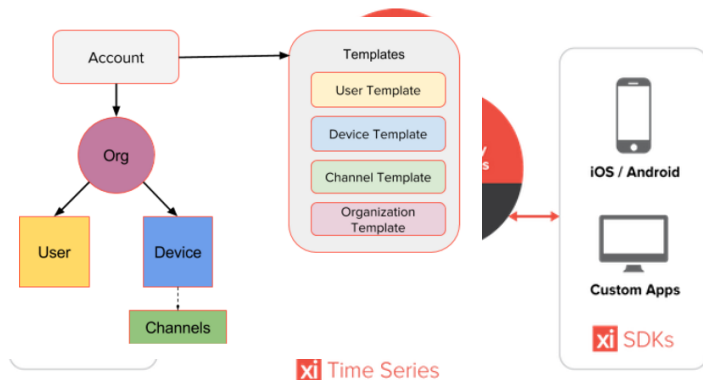 Account
Templates
User Template
Device Template
Channel Template
Organization
Template
Org
User
Device
Channels
iOS / Android
Custom Apps
xi SDKs
xi Time Series